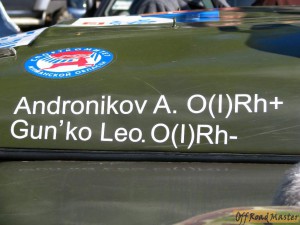 Andronikov A. O(I)Rh+
Gun'ko Leo. O(I)Rh-
Off Road Master